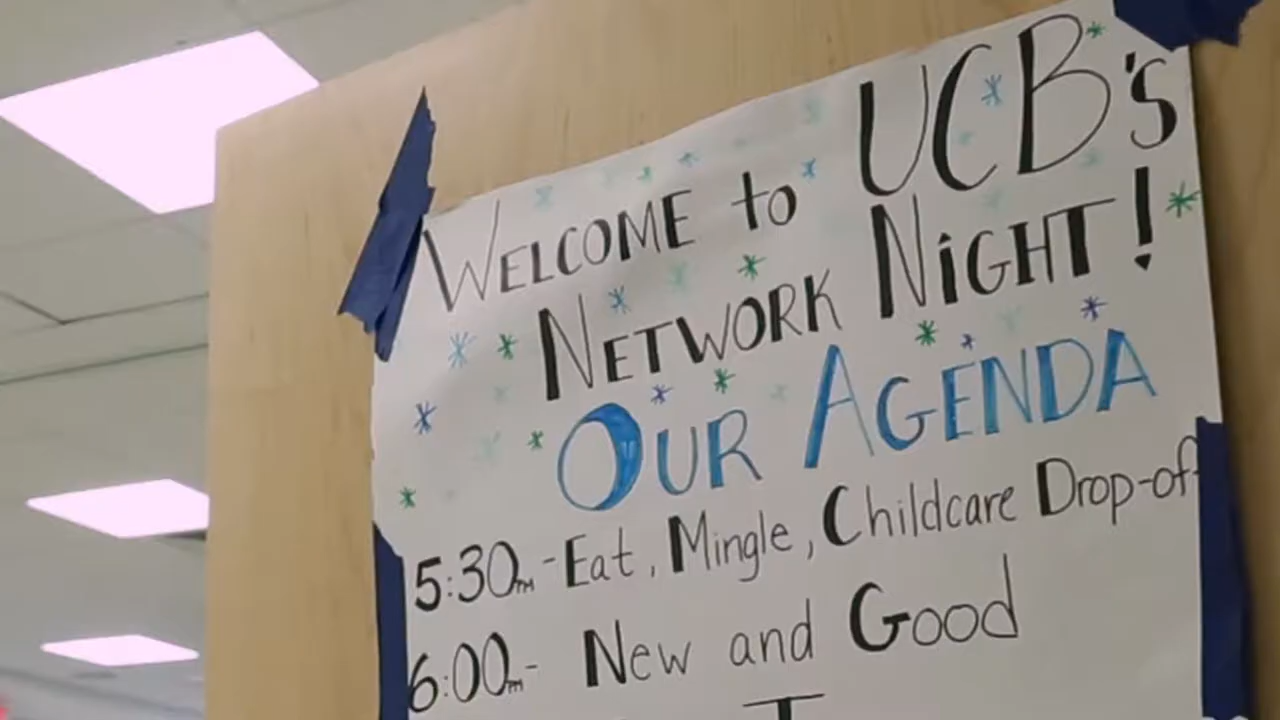 WELCOME to UCB's
NETWORK NiGHT!
OUR AGENDA
5:30PM - Eat, Mingle, Childcare Drop-of
6:00PM - New and Good